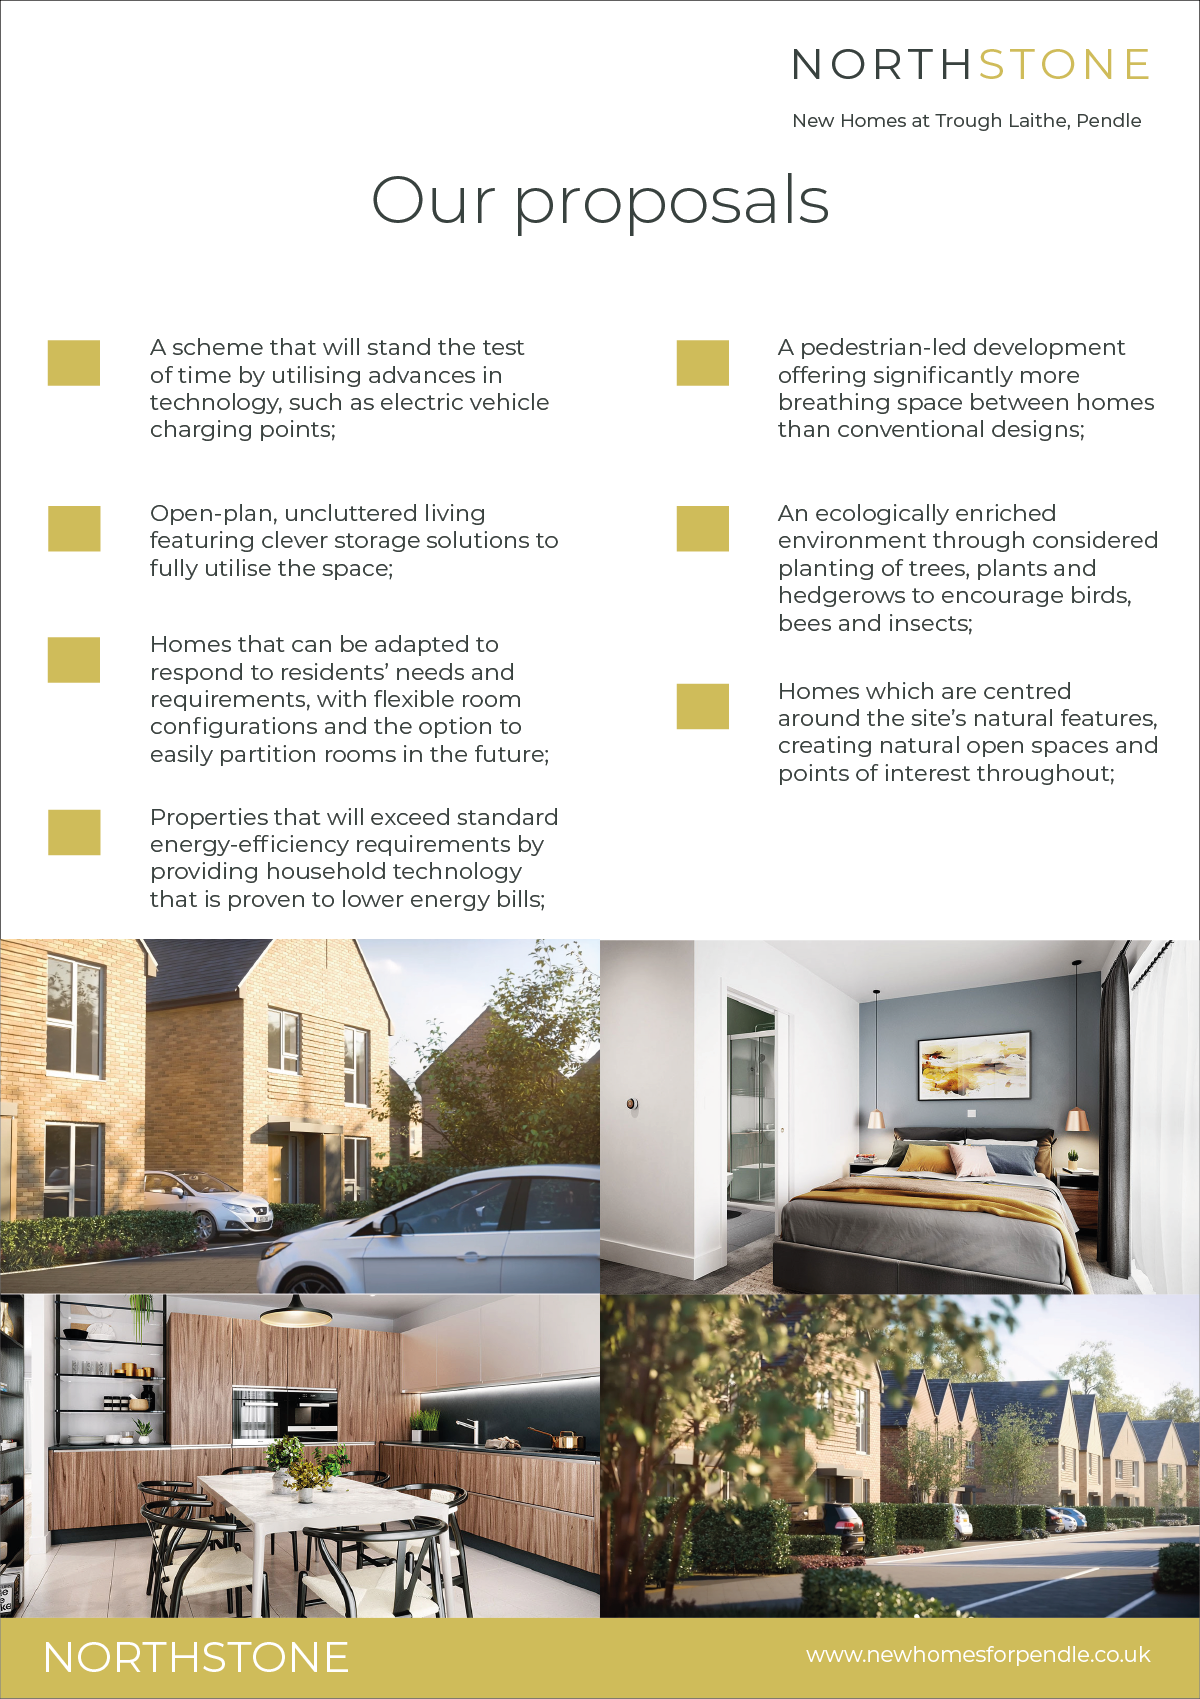 NORTHSTONE
New Homes at Trough Laithe, Pendle
Our proposals
A scheme that will stand the test
of time by utilising advances in
technology, such as electric vehicle
charging points;
Open-plan, uncluttered living
featuring clever storage solutions to
fully utilise the space;
Homes that can be adapted to
respond to residents’ needs and
requirements, with flexible room
configurations and the option to
easily partition rooms in the future;
Properties that will exceed standard
energy-efficiency requirements by
providing household technology
that is proven to lower energy bills;
A pedestrian-led development
offering significantly more
breathing space between homes
than conventional designs;
An ecologically enriched
environment through considered
planting of trees, plants and
hedgerows to encourage birds,
bees and insects;
Homes which are centred
around the site’s natural features,
creating natural open spaces and
points of interest throughout;
NORTHSTONE
www.newhomesforpendle.co.uk